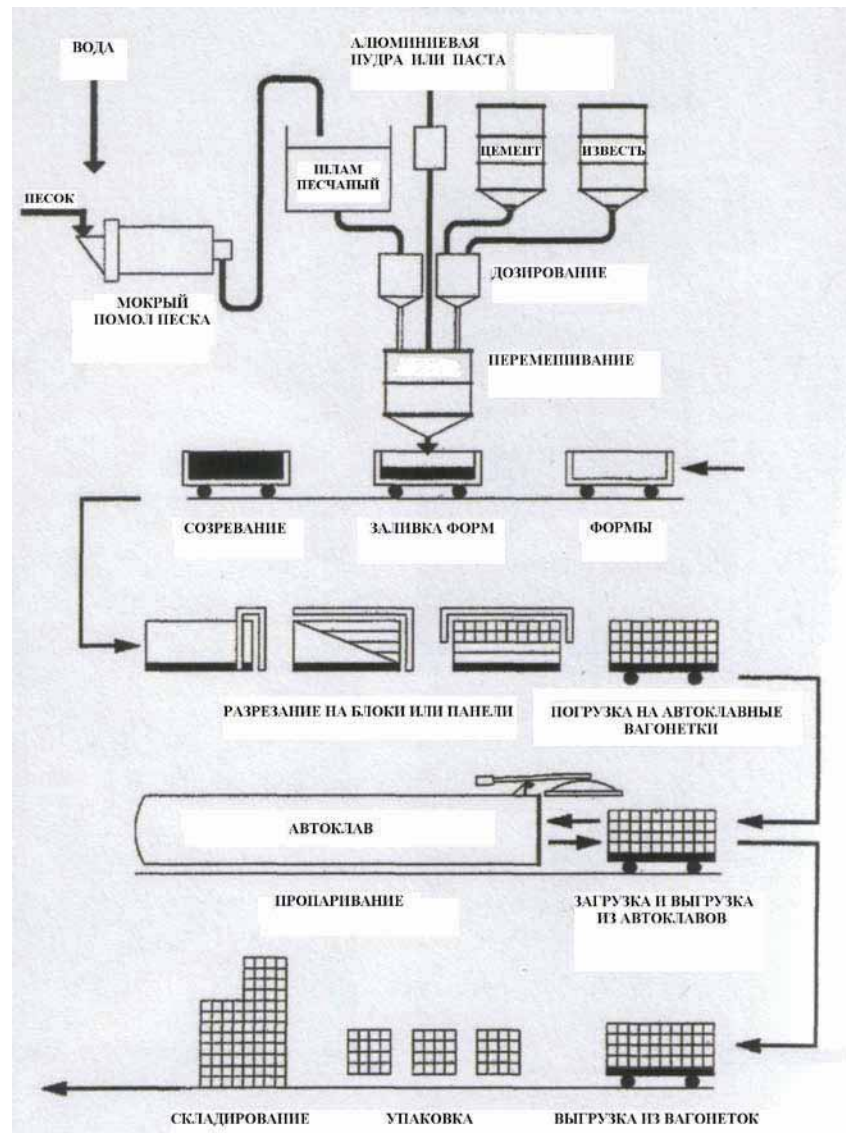 ВОДА
АЛЮМИНИЕВАЯ
ПУДРА ИЛИ ПАСТА
ЦЕМЕНТ
ИЗВЕСТЬ
ШЛАМ
ПЕСЧАНЫЙ
ПЕСОК
ДОЗИРОВАНИЕ
МОКРЫЙ
ПОМОЛ ПЕСКА
ПЕРЕМЕШИВАНИЕ
СОЗРЕВАНИЕ
ЗАЛИВКА ФОРМ
ФОРМЫ
РАЗРЕЗАНИЕ НА БЛОКИ ИЛИ ПАНЕЛИ
ПОГРУЗКА НА АВТОКЛАВНЫЕ
ВАГОНЕТКИ
АВТОКЛАВ
ПРОПАРИВАНИЕ
ЗАГРУЗКА И ВЫГРУЗКА
ИЗ АВТОКЛАВОВ
СКЛАДИРОВАНИЕ
УПАКОВКА
ВЫГРУЗКА ИЗ ВАГОНЕТОК